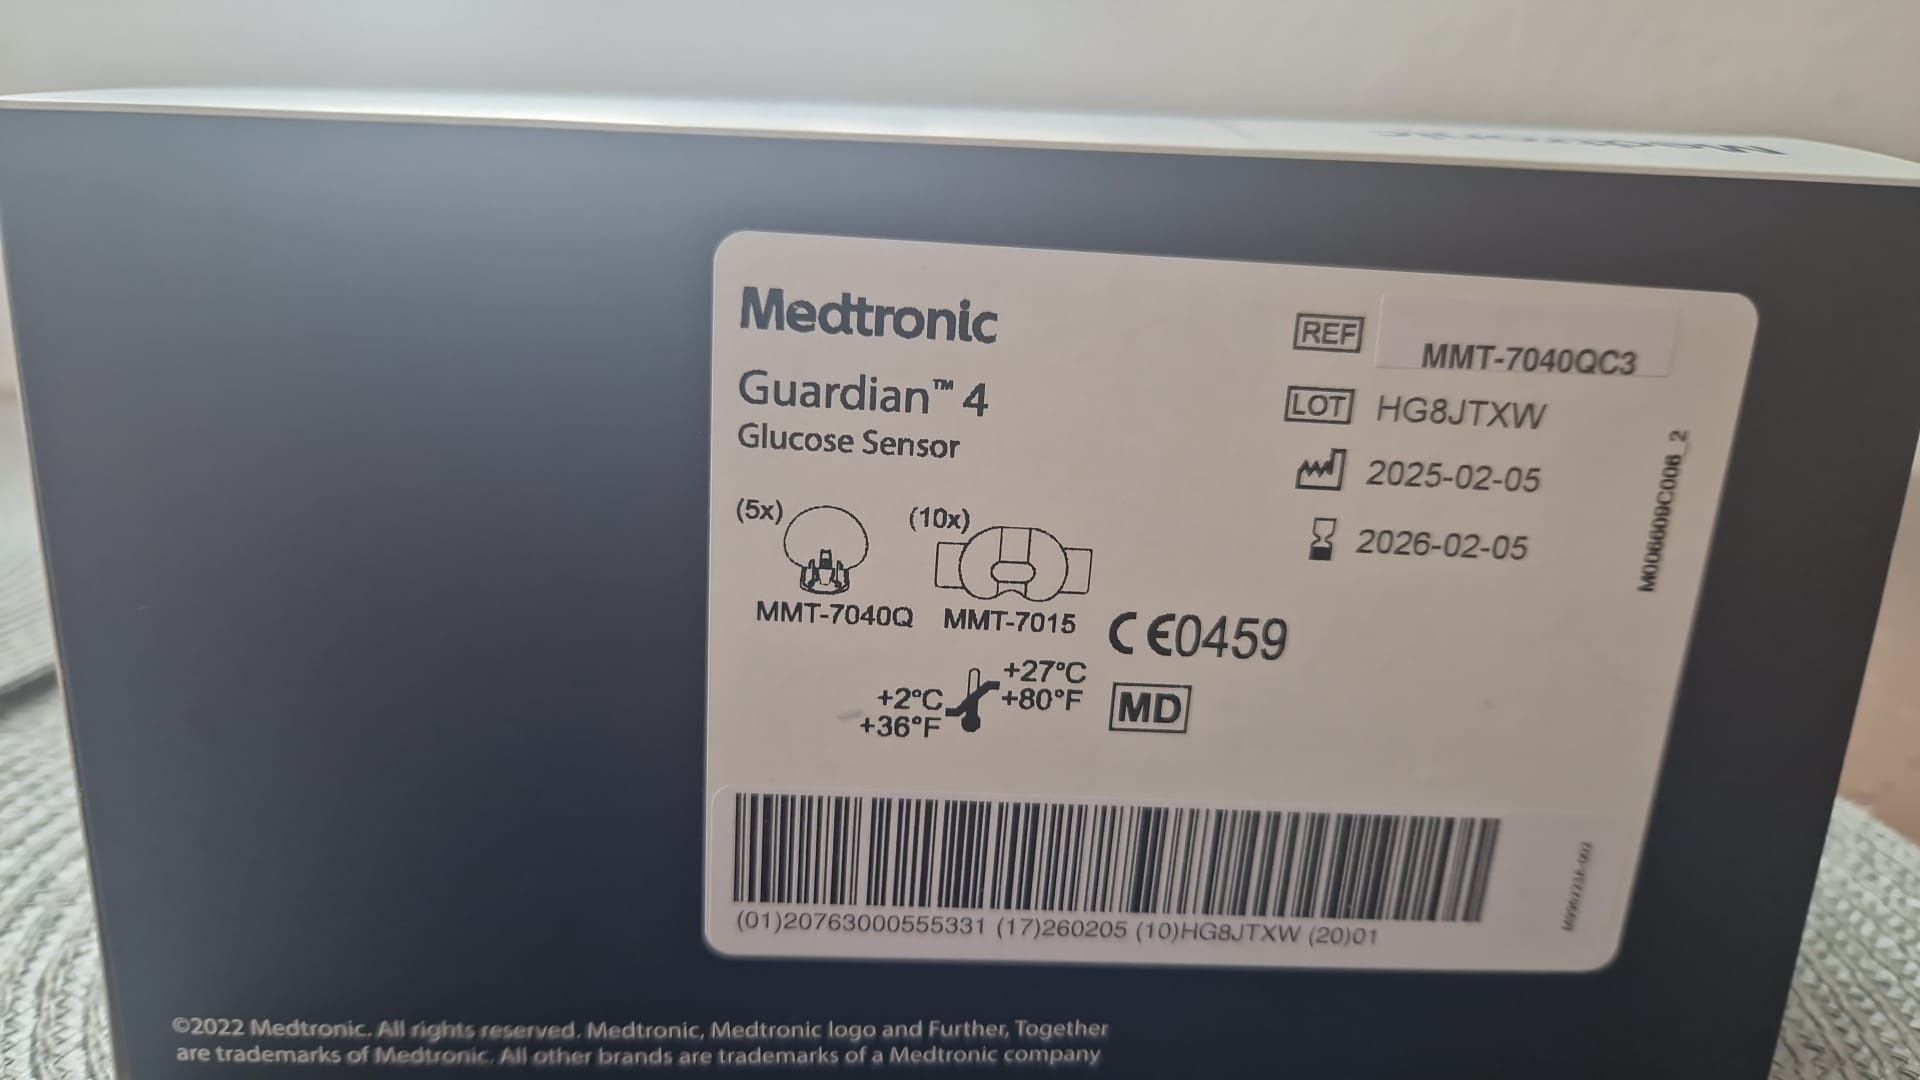 Medtronic
Medtronic
Guardian™ 4
Glucose Sensor
REF MMT-7040QC3
LOT HG8JTXW
2025-02-05
2026-02-05
(5x)
MMT-7040Q
(10x)
MMT-7015
CE0459
+2°C
+36°F
+27°C
+80°F
MD
M006609C006_2
(01)20763000555331 (17)260205 (10)HG8JTXW (20)01
©2022 Medtronic. All rights reserved. Medtronic, Medtronic logo and Further, Together
are trademarks of Medtronic. All other brands are trademarks of a Medtronic company